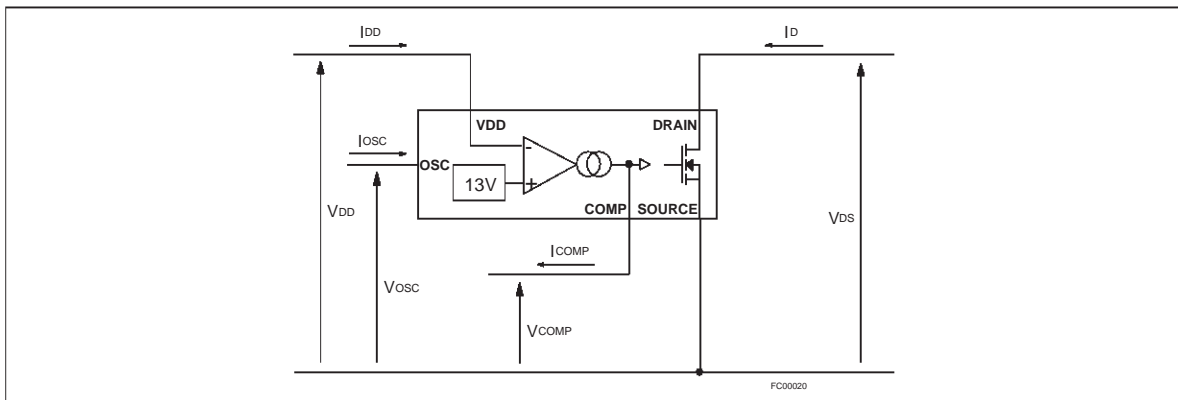 IDD
ID
VDD
DRAIN
IOSC
OSC
-
13V
+
COMP SOURCE
VDD
VDS
ICOMP
VOSC
VCOMP
FC00020